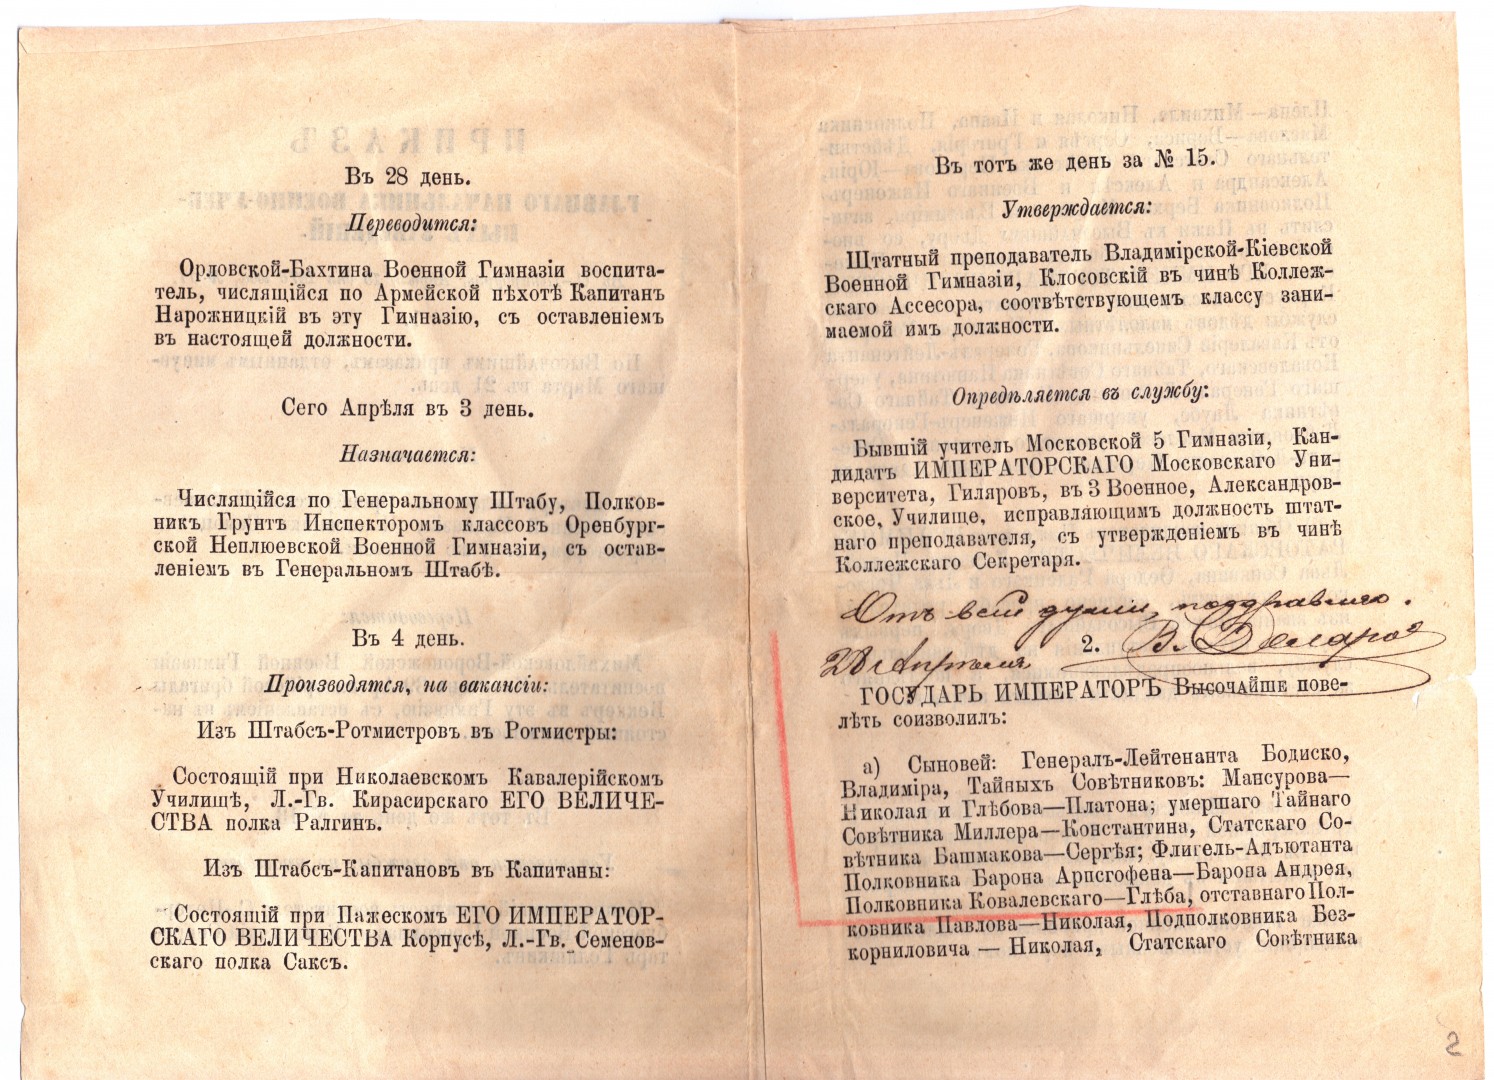 Въ 28 день.
Переводится:
Орловской-Бахтина Военной Гимназіи воспита-
тель, числящійся по Армейской пѣхотѣ Капитанъ
Нарожницкій въ эту Гимназію, съ оставленіемъ
въ настоящей должности.
Сего Апрѣля въ 3 день.
Назначается:
Числящійся по Генеральному Штабу, Полков-
никъ Грунтъ Инспекторомъ классовъ Оренбург-
ской Неплюевской Военной Гимназіи, съ остав-
леніемъ въ Генеральномъ Штабѣ.
Въ 4 день.
Производятся, на вакансіи:
Изъ Штабсъ-Ротмистровъ въ Ротмистры:
Состоящій при Николаевскомъ Кавалерійскомъ
Училищѣ, Л.-Гв. Кирасирскаго ЕГО ВЕЛИЧЕ-
СТВА полка Ралгинъ.
Изъ Штабсъ-Капитановъ въ Капитаны:
Состоящій при Пажескомъ ЕГО ИМПЕРАТОР-
СКАГО ВЕЛИЧЕСТВА Корпусѣ, Л.-Гв. Семенов-
скаго полка Саксъ.
Въ тотъ же день за № 15.
Утверждается:
Штатный преподаватель Владимірской-Кіевской
Военной Гимназіи, Клосовскій въ чинѣ Коллеж-
скаго Ассесора, соотвѣтствующемъ классу зани-
маемой имъ должности.
Опредѣляется въ службу:
Бывшій учитель Московской 5 Гимназіи, Кан-
дидатъ ИМПЕРАТОРСКАГО Московскаго Уни-
верситета, Гиляровъ, въ 3 Военное, Александров-
ское, Училище, исправляющимъ должность штат-
наго преподавателя, съ утвержденіемъ въ чинѣ
Коллежскаго Секретаря.
Отъ всей души поздравляю.
2.
28 Апрѣля
ГОСУДАРЬ ИМПЕРАТОРЪ Высочайше пове-
лѣть соизволилъ:
а) Сыновей: Генералъ-Лейтенанта Бодиско,
Владиміра, Тайныхъ Совѣтниковъ: Мансурова—
Николая и Глѣбова—Платона; умершаго Тайнаго
Совѣтника Миллера—Константина, Статскаго Со-
вѣтника Башмакова—Сергѣя; Флигель-Адъютанта
Полковника Барона Арпсгофена—Барона Андрея,
Полковника Ковалевскаго—Глѣба, отставнаго Пол-
ковника Павлова—Николая, Подполковника Без-
корниловича — Николая, Статскаго Совѣтника